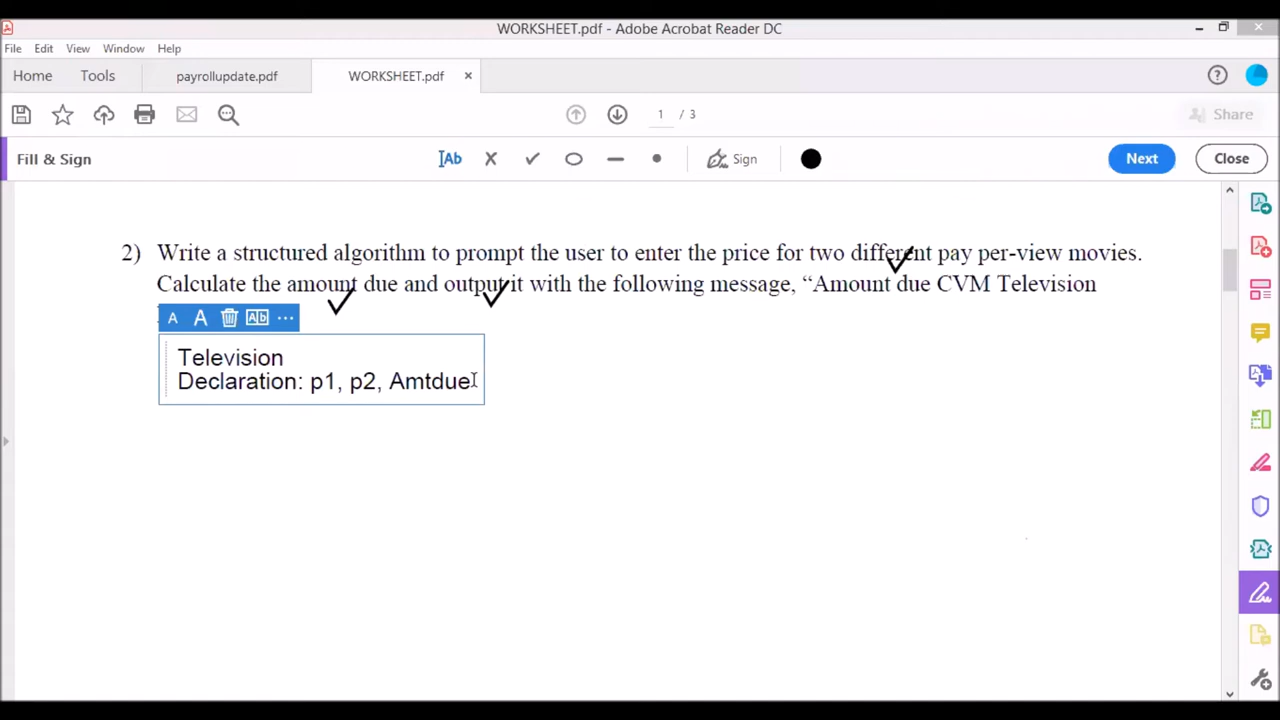 WORKSHEET.pdf - Adobe Acrobat Reader DC
File Edit View Window Help
Home Tools payrollupdate.pdf WORKSHEET.pdf
1 / 3 Share
Fill & Sign Ab Sign Next Close
2) Write a structured algorithm to prompt the user to enter the price for two different pay per-view movies.
Calculate the amount due and output it with the following message, “Amount due CVM Television
A A Ab
Television
Declaration: p1, p2, Amtdue